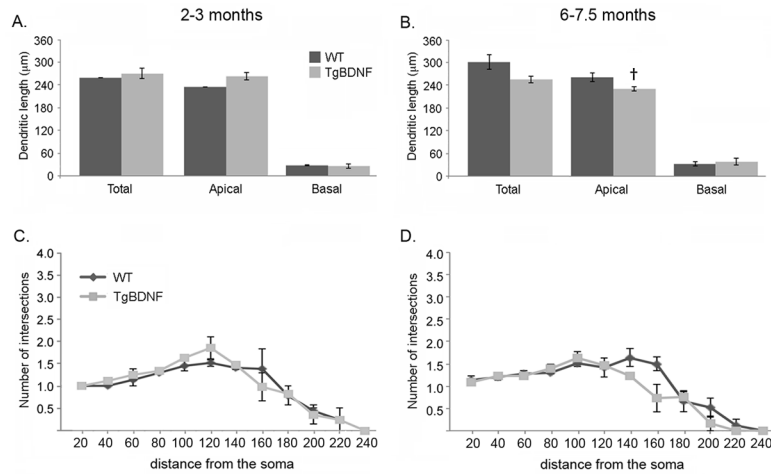 A.
2-3 months
Dendritic length (µm)
360
300
240
180
120
60
0
WT
TgBDNF
Total
Apical
Basal
B.
6-7.5 months
Dendritic length (µm)
360
300
240
180
120
60
0
†
Total
Apical
Basal
C.
Number of intersections
4.0
3.5
3.0
2.5
2.0
1.5
1.0
0.5
WT
TgBDNF
20 40 60 80 100 120 140 160 180 200 220 240
distance from the soma
D.
Number of intersections
4.0
3.5
3.0
2.5
2.0
1.5
1.0
0.5
20 40 60 80 100 120 140 160 180 200 220 240
distance from the soma